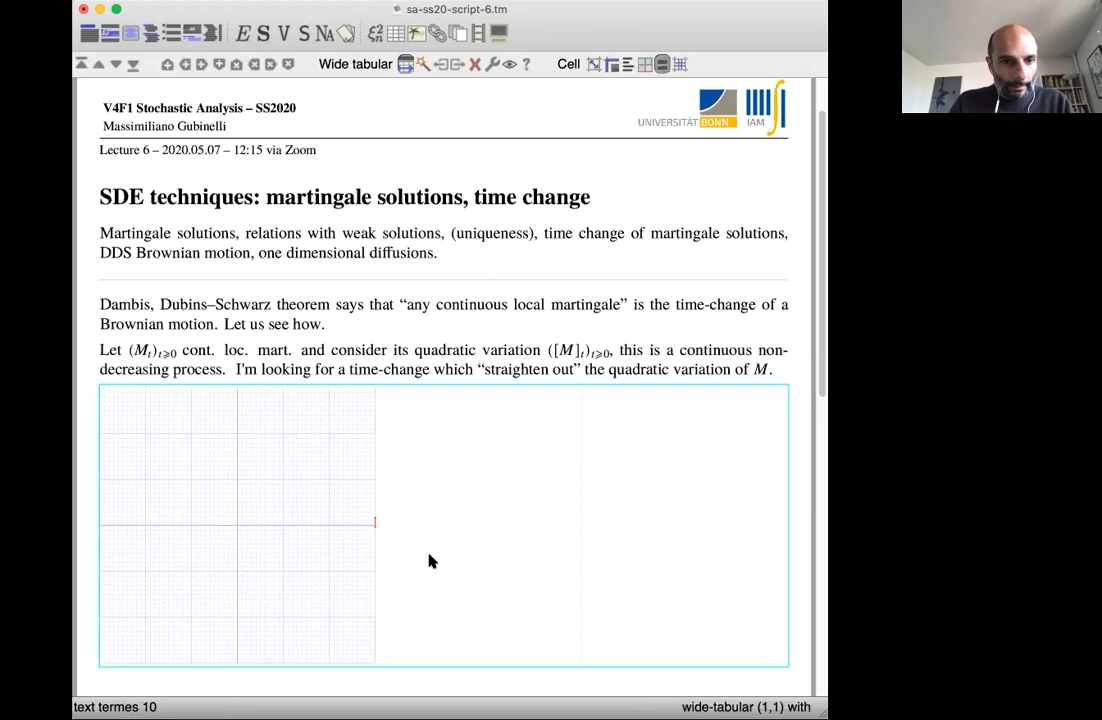 sa-ss20-script-6.tm
E S V S NA
Wide tabular ? Cell
V4F1 Stochastic Analysis – SS2020
Massimiliano Gubinelli
UNIVERSITÄT BONN IAM
Lecture 6 – 2020.05.07 – 12:15 via Zoom
SDE techniques: martingale solutions, time change
Martingale solutions, relations with weak solutions, (uniqueness), time change of martingale solutions,
DDS Brownian motion, one dimensional diffusions.
Dambis, Dubins–Schwarz theorem says that “any continuous local martingale” is the time-change of a
Brownian motion. Let us see how.
Let (Mₜ)ₜ⩾₀ cont. loc. mart. and consider its quadratic variation ([M]ₜ)ₜ⩾₀, this is a continuous non-
decreasing process. I'm looking for a time-change which “straighten out” the quadratic variation of M.
text termes 10
wide-tabular (1,1) with